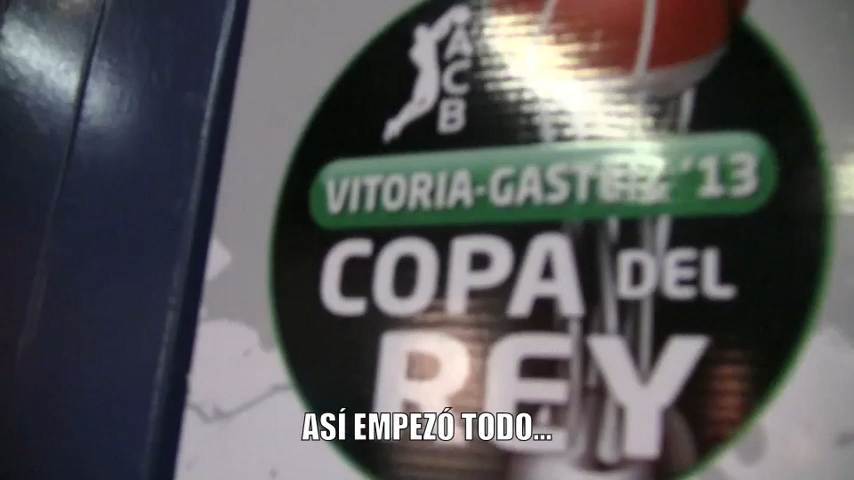 ACB
VITORIA-GASTEIZ '13
COPA DEL
REY
ASÍ EMPEZÓ TODO...